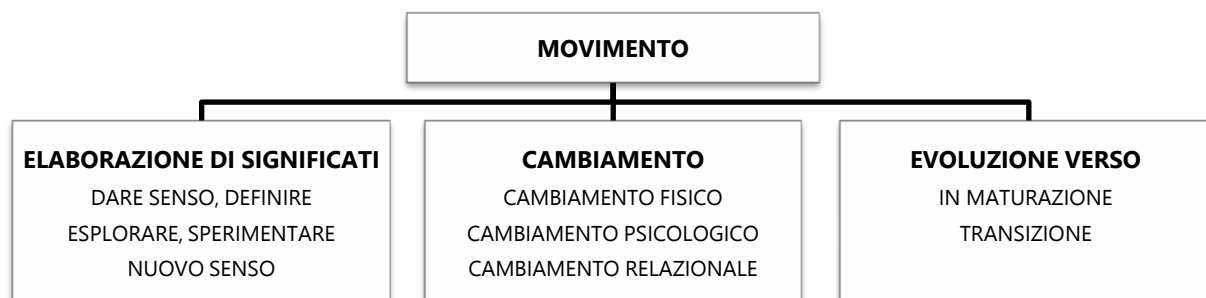 MOVIMENTO
ELABORAZIONE DI SIGNIFICATI
DARE SENSO, DEFINIRE
ESPLORARE, SPERIMENTARE
NUOVO SENSO
CAMBIAMENTO
CAMBIAMENTO FISICO
CAMBIAMENTO PSICOLOGICO
CAMBIAMENTO RELAZIONALE
EVOLUZIONE VERSO
IN MATURAZIONE
TRANSIZIONE